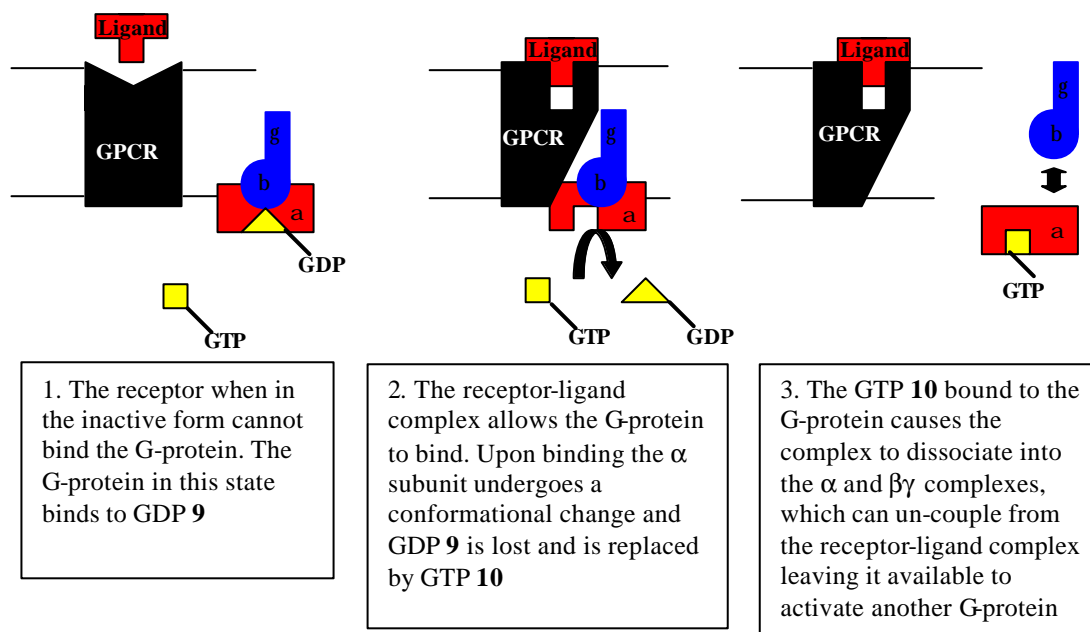 Ligand
GPCR
g
b
a
GDP
GTP
Ligand
GPCR
g
b
a
GTP
GDP
Ligand
GPCR
g
b
a
GTP
1. The receptor when in
the inactive form cannot
bind the G-protein. The
G-protein in this state
binds to GDP 9
2. The receptor-ligand
complex allows the G-protein
to bind. Upon binding the α
subunit undergoes a
conformational change and
GDP 9 is lost and is replaced
by GTP 10
3. The GTP 10 bound to the
G-protein causes the
complex to dissociate into
the α and βγ complexes,
which can un-couple from
the receptor-ligand complex
leaving it available to
activate another G-protein